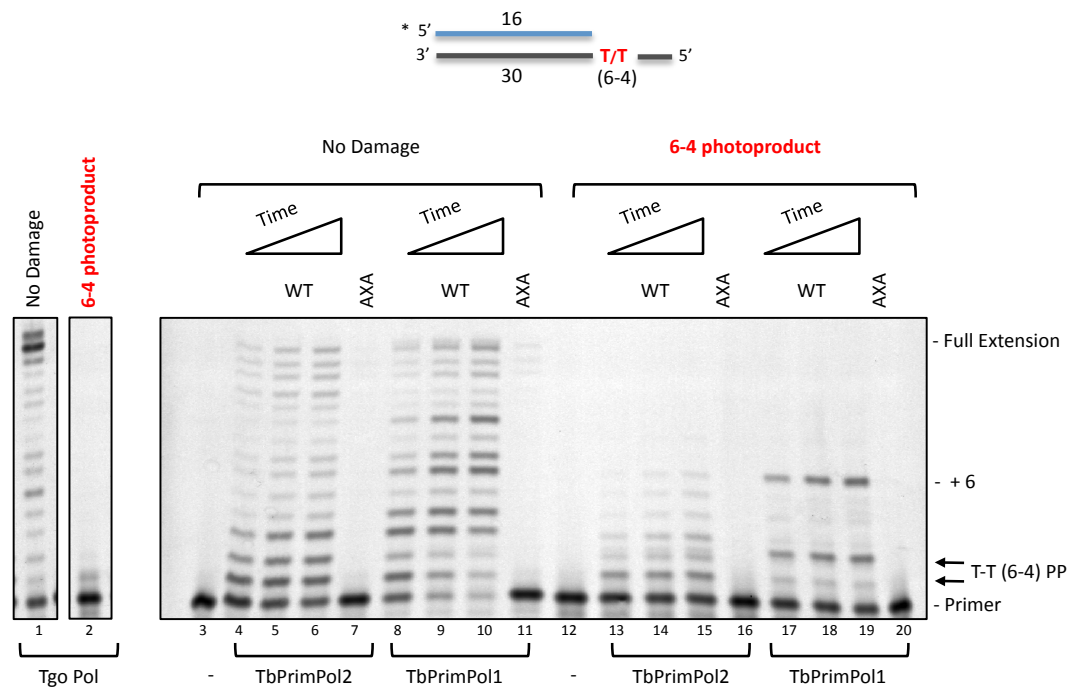 * 5’ 16
3’ T/T 5’
30 (6-4)
No Damage 6-4 photoproduct
No Damage
6-4 photoproduct
Time Time Time Time
WT AXA WT AXA WT AXA WT AXA
- Full Extension
- + 6
T-T (6-4) PP
- Primer
1 2 3 4 5 6 7 8 9 10 11 12 13 14 15 16 17 18 19 20
Tgo Pol - TbPrimPol2 TbPrimPol1 - TbPrimPol2 TbPrimPol1